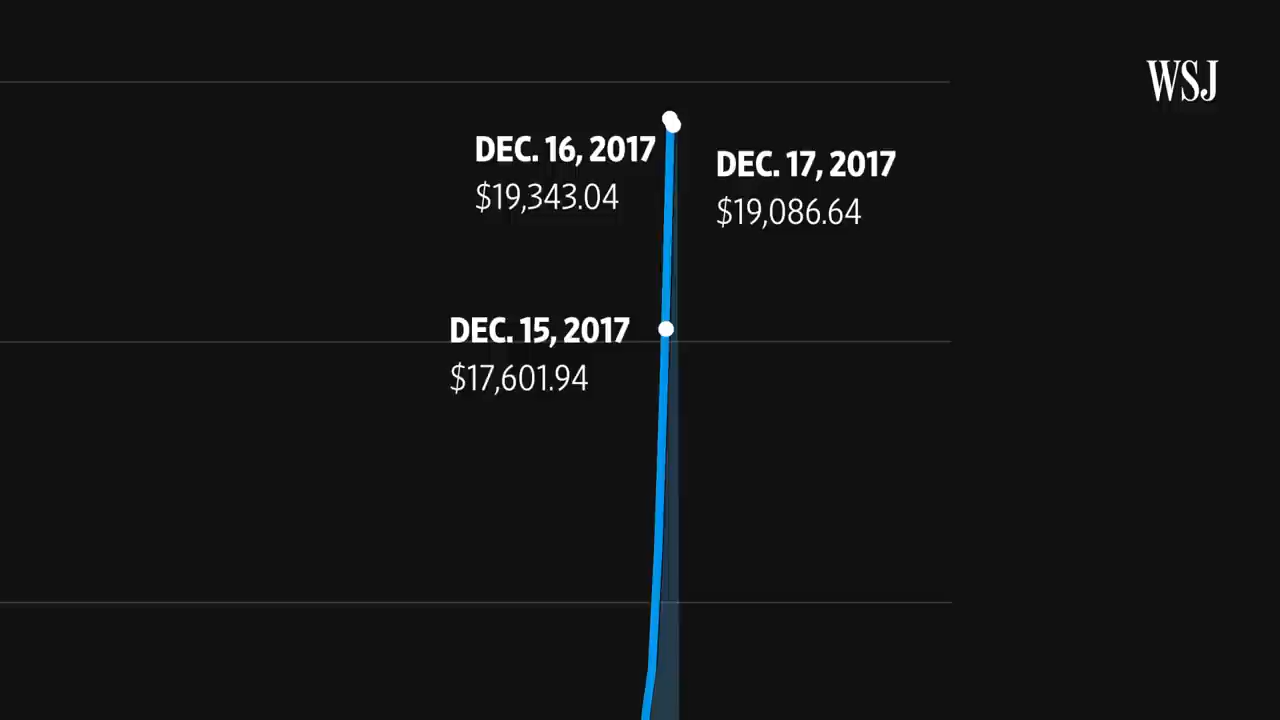 WSJ
DEC. 16, 2017
$19,343.04
DEC. 17, 2017
$19,086.64
DEC. 15, 2017
$17,601.94